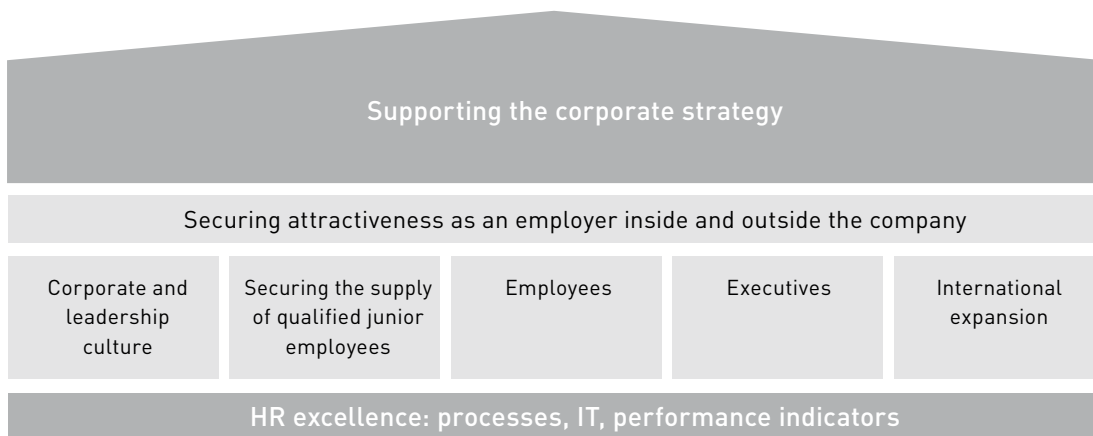 Supporting the corporate strategy
Securing attractiveness as an employer inside and outside the company
Corporate and
leadership
culture
Securing the supply
of qualified junior
employees
Employees
Executives
International
expansion
HR excellence: processes, IT, performance indicators